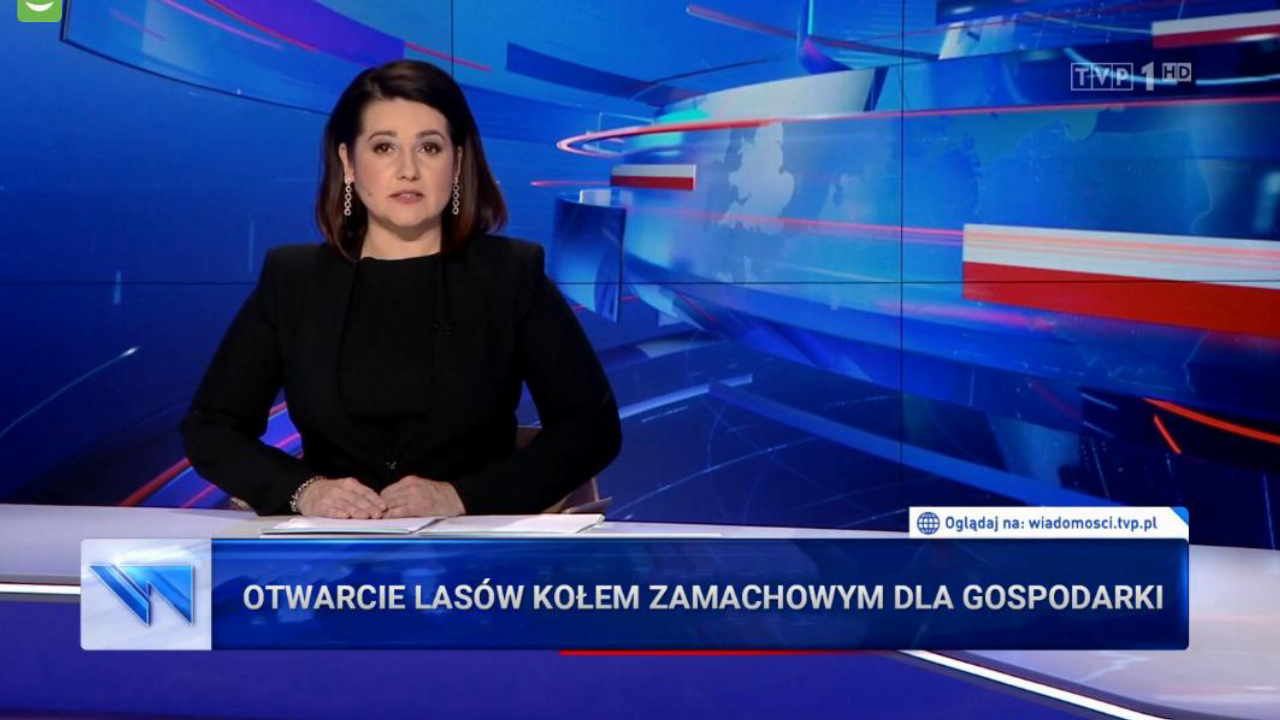 TVP 1 HD
Oglądaj na: wiadomosci.tvp.pl
OTWARCIE LASÓW KOŁEM ZAMACHOWYM DLA GOSPODARKI